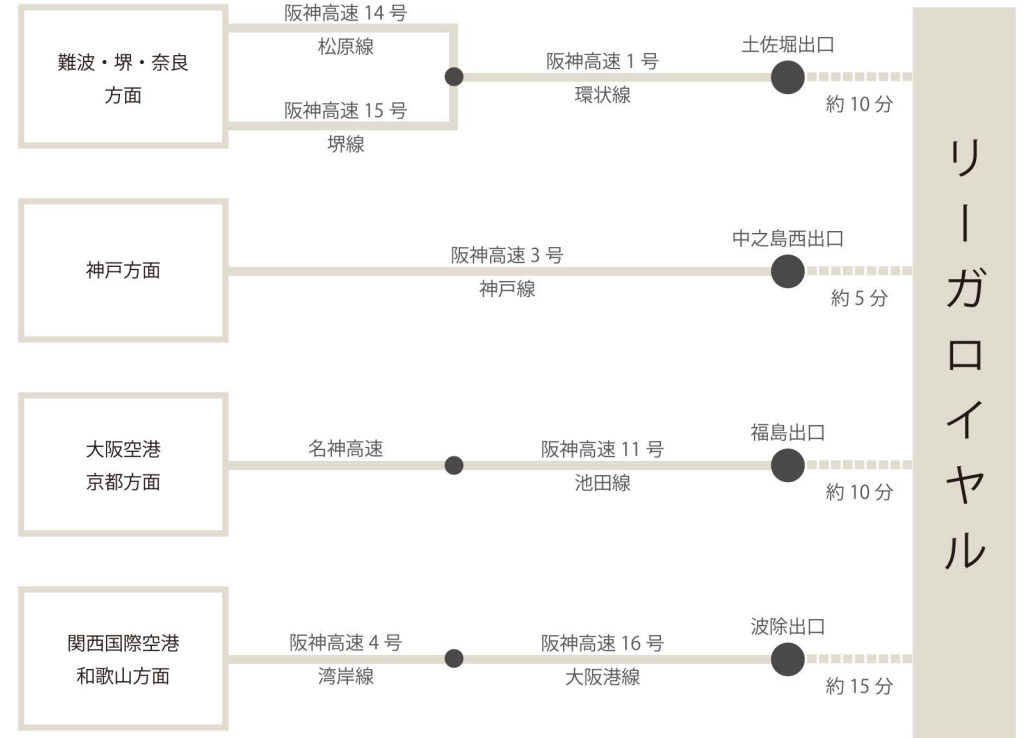 難波・堺・奈良
方面
阪神高速 14 号
松原線
阪神高速 15 号
堺線
阪神高速 1 号
環状線
土佐堀出口
約 10 分
神戸方面
阪神高速 3 号
神戸線
中之島西出口
約 5 分
大阪空港
京都方面
名神高速
阪神高速 11 号
池田線
福島出口
約 10 分
関西国際空港
和歌山方面
阪神高速 4 号
湾岸線
阪神高速 16 号
大阪港線
波除出口
約 15 分
リーガロイヤル